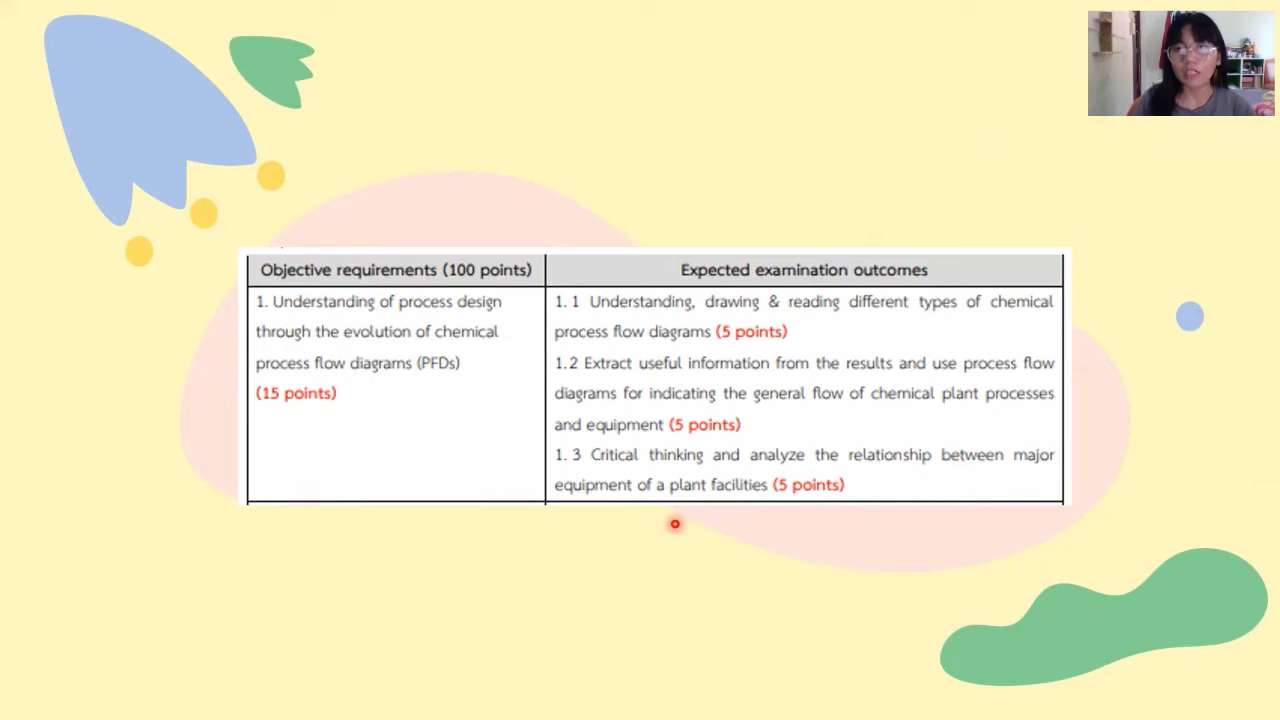 Objective requirements (100 points)
Expected examination outcomes
1. Understanding of process design
through the evolution of chemical
process flow diagrams (PFDs)
(15 points)
1. 1 Understanding, drawing & reading different types of chemical
process flow diagrams (5 points)
1.2 Extract useful information from the results and use process flow
diagrams for indicating the general flow of chemical plant processes
and equipment (5 points)
1. 3 Critical thinking and analyze the relationship between major
equipment of a plant facilities (5 points)